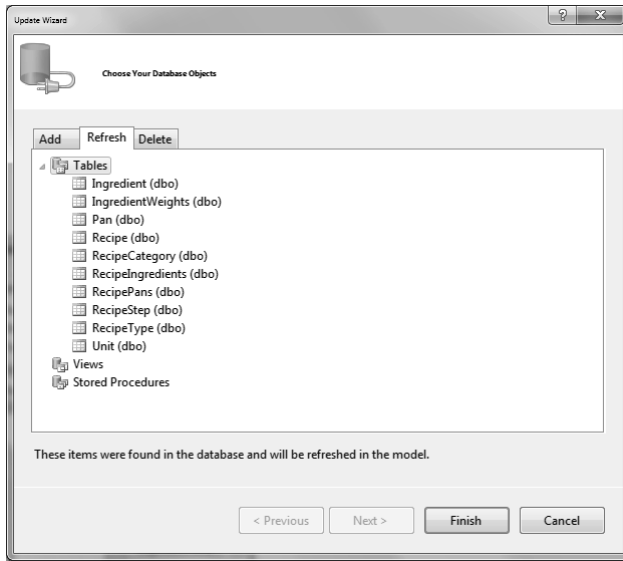 Update Wizard
Choose Your Database Objects
Add Refresh Delete
Tables
Ingredient (dbo)
IngredientWeights (dbo)
Pan (dbo)
Recipe (dbo)
RecipeCategory (dbo)
RecipeIngredients (dbo)
RecipePans (dbo)
RecipeStep (dbo)
RecipeType (dbo)
Unit (dbo)
Views
Stored Procedures
These items were found in the database and will be refreshed in the model.
< Previous Next > Finish Cancel